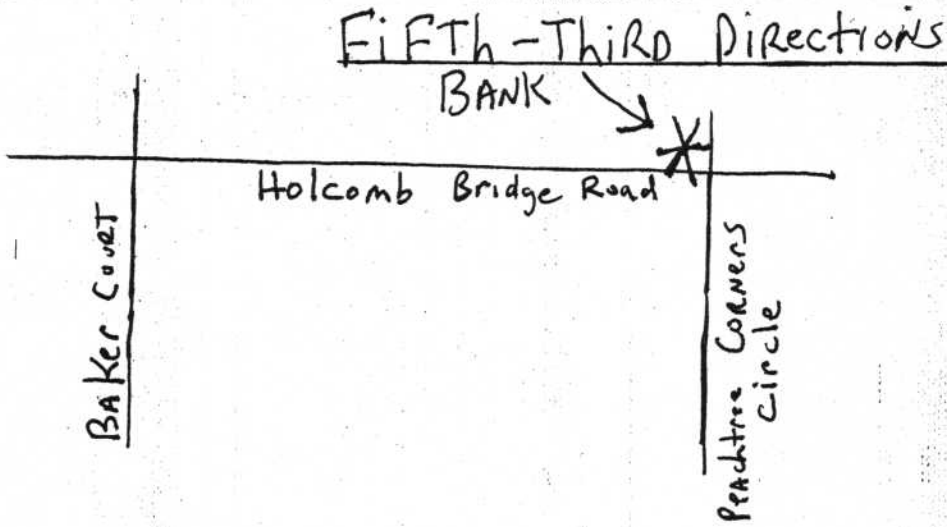 FiFTh-ThiRD DiRectioNS
BANK
Holcomb Bridge Road
BAKer CouRT
PeAchtree CoRNeRs
Circle